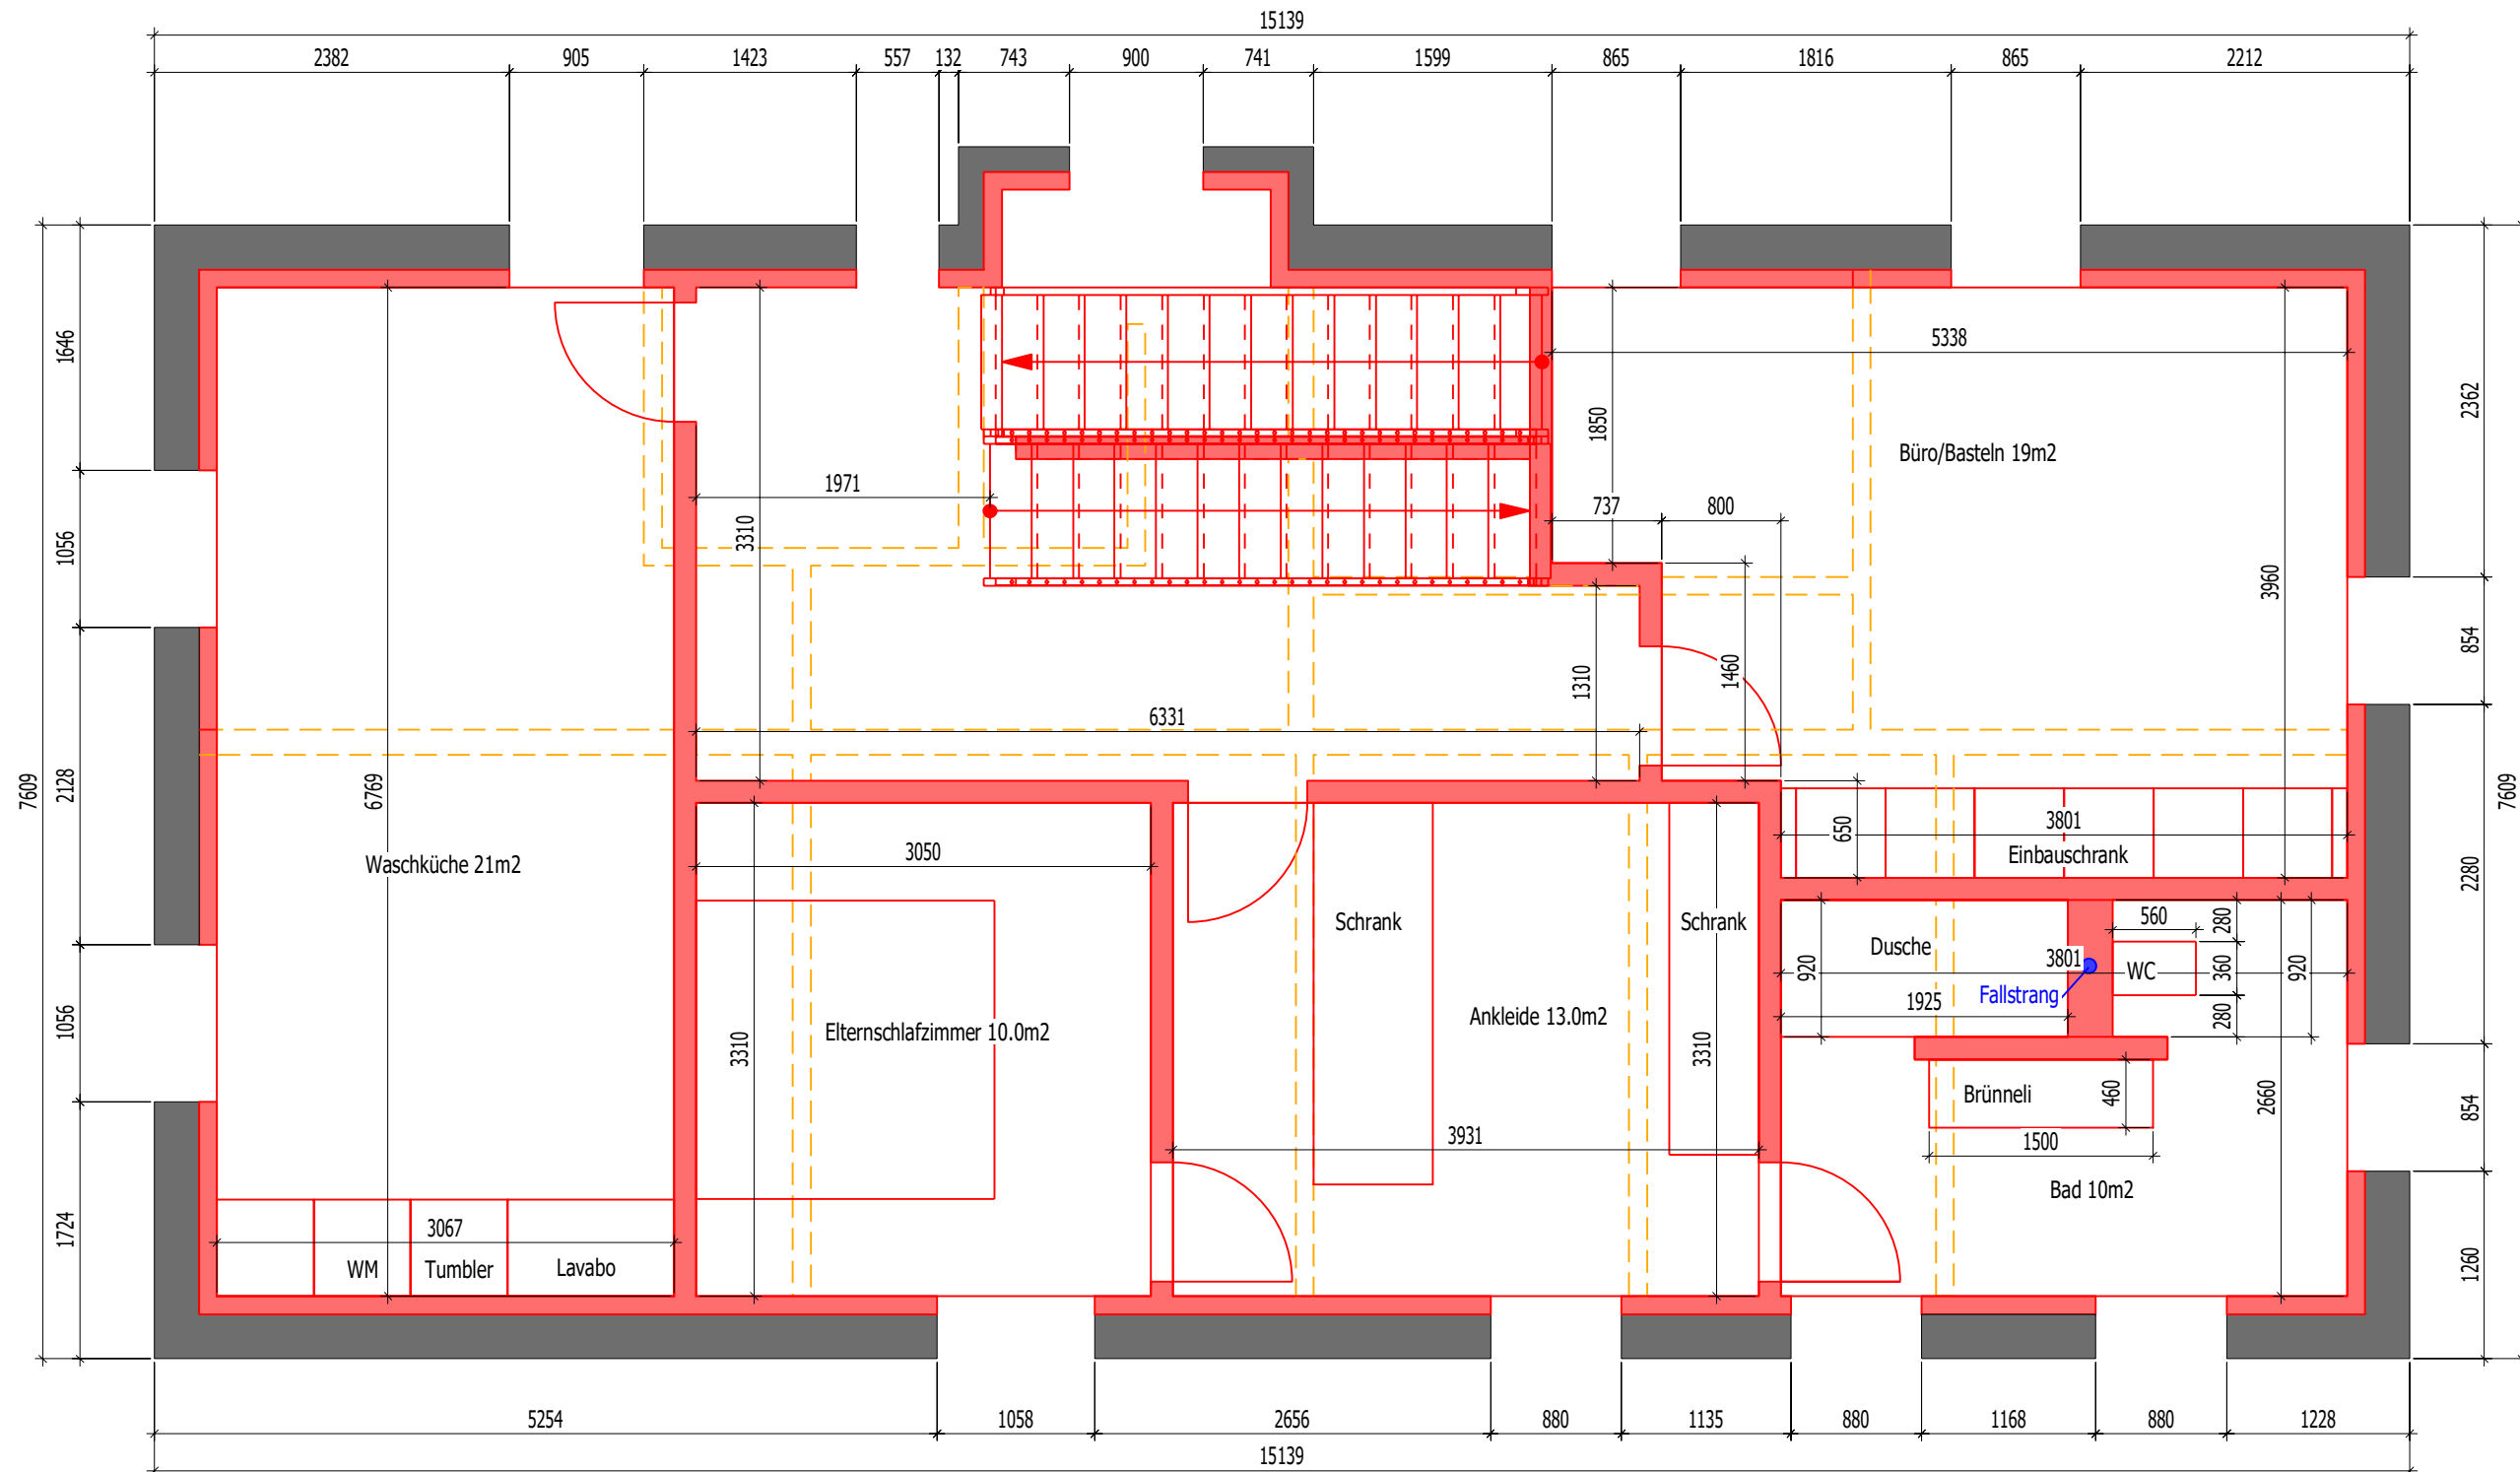 15139
2382 905 1423 557 132 743 900 741 1599 865 1816 865 2212
5338
1646
2362
1850
Büro/Basteln 19m2
1971
737 800
3310
1056
3960
854
1460
1310
6331
7609
2128
6769
7609
3801
650
Einbauschrank
3050
Waschküche 21m2
2280
Schrank
Schrank
560
280
Dusche
920
3801
WC
360
920
Fallstrang
1925
280
Ankleide 13.0m2
Elternschlafzimmer 10.0m2
3310
3310
1056
Brünneli
460
2660
854
3931
1500
Bad 10m2
1724
3067
1260
WM
Tumbler
Lavabo
5254 1058 2656 880 1135 880 1168 880 1228
15139